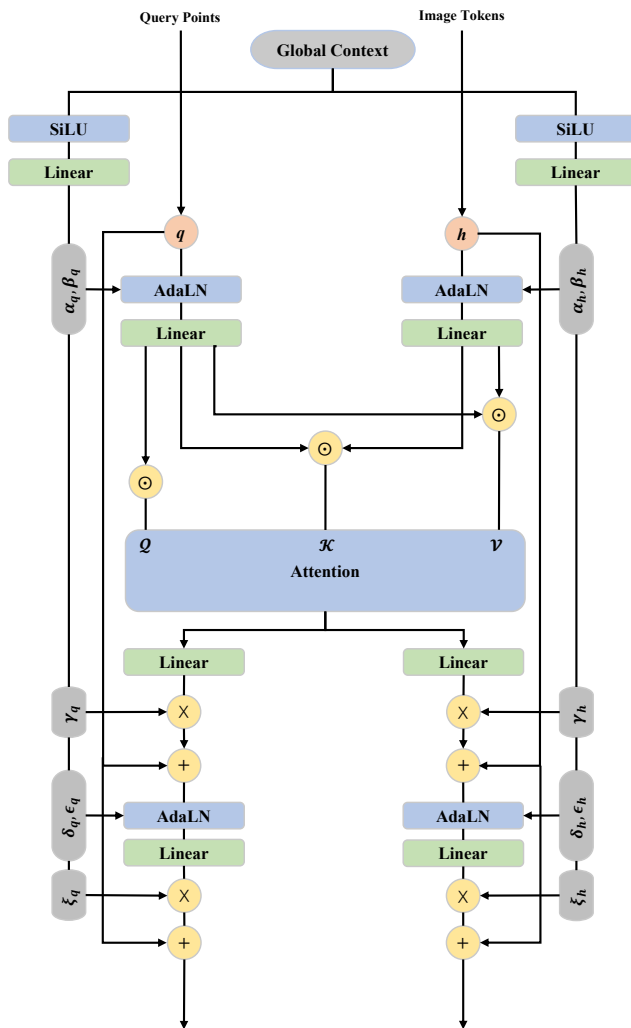 Query Points
Image Tokens
Global Context
SiLU
SiLU
Linear
Linear
q
h
α_q, β_q
AdaLN
AdaLN
α_h, β_h
Linear
Linear
⊙
⊙
⊙
𝒬
𝒦
𝒱
Attention
Linear
Linear
γ_q
×
×
γ_h
+
+
δ_q, ϵ_q
AdaLN
AdaLN
δ_h, ϵ_h
Linear
Linear
ξ_q
×
×
ξ_h
+
+